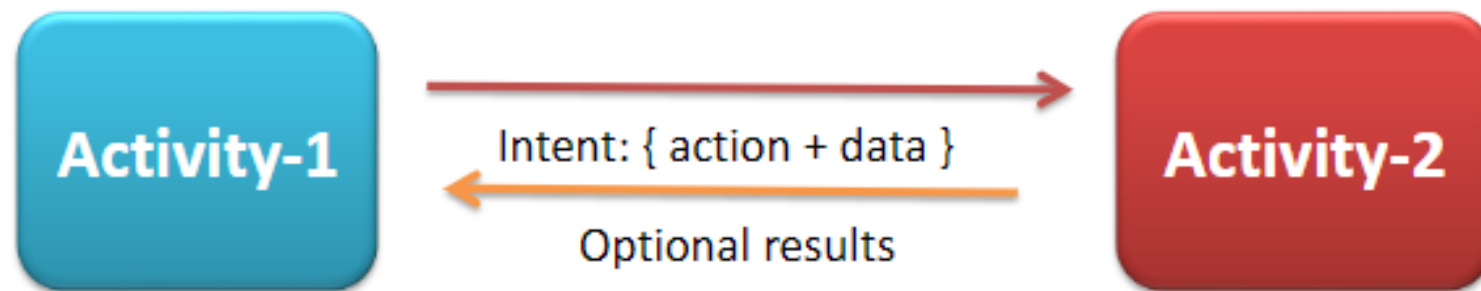 Activity-1
Intent: { action + data }
Optional results
Activity-2